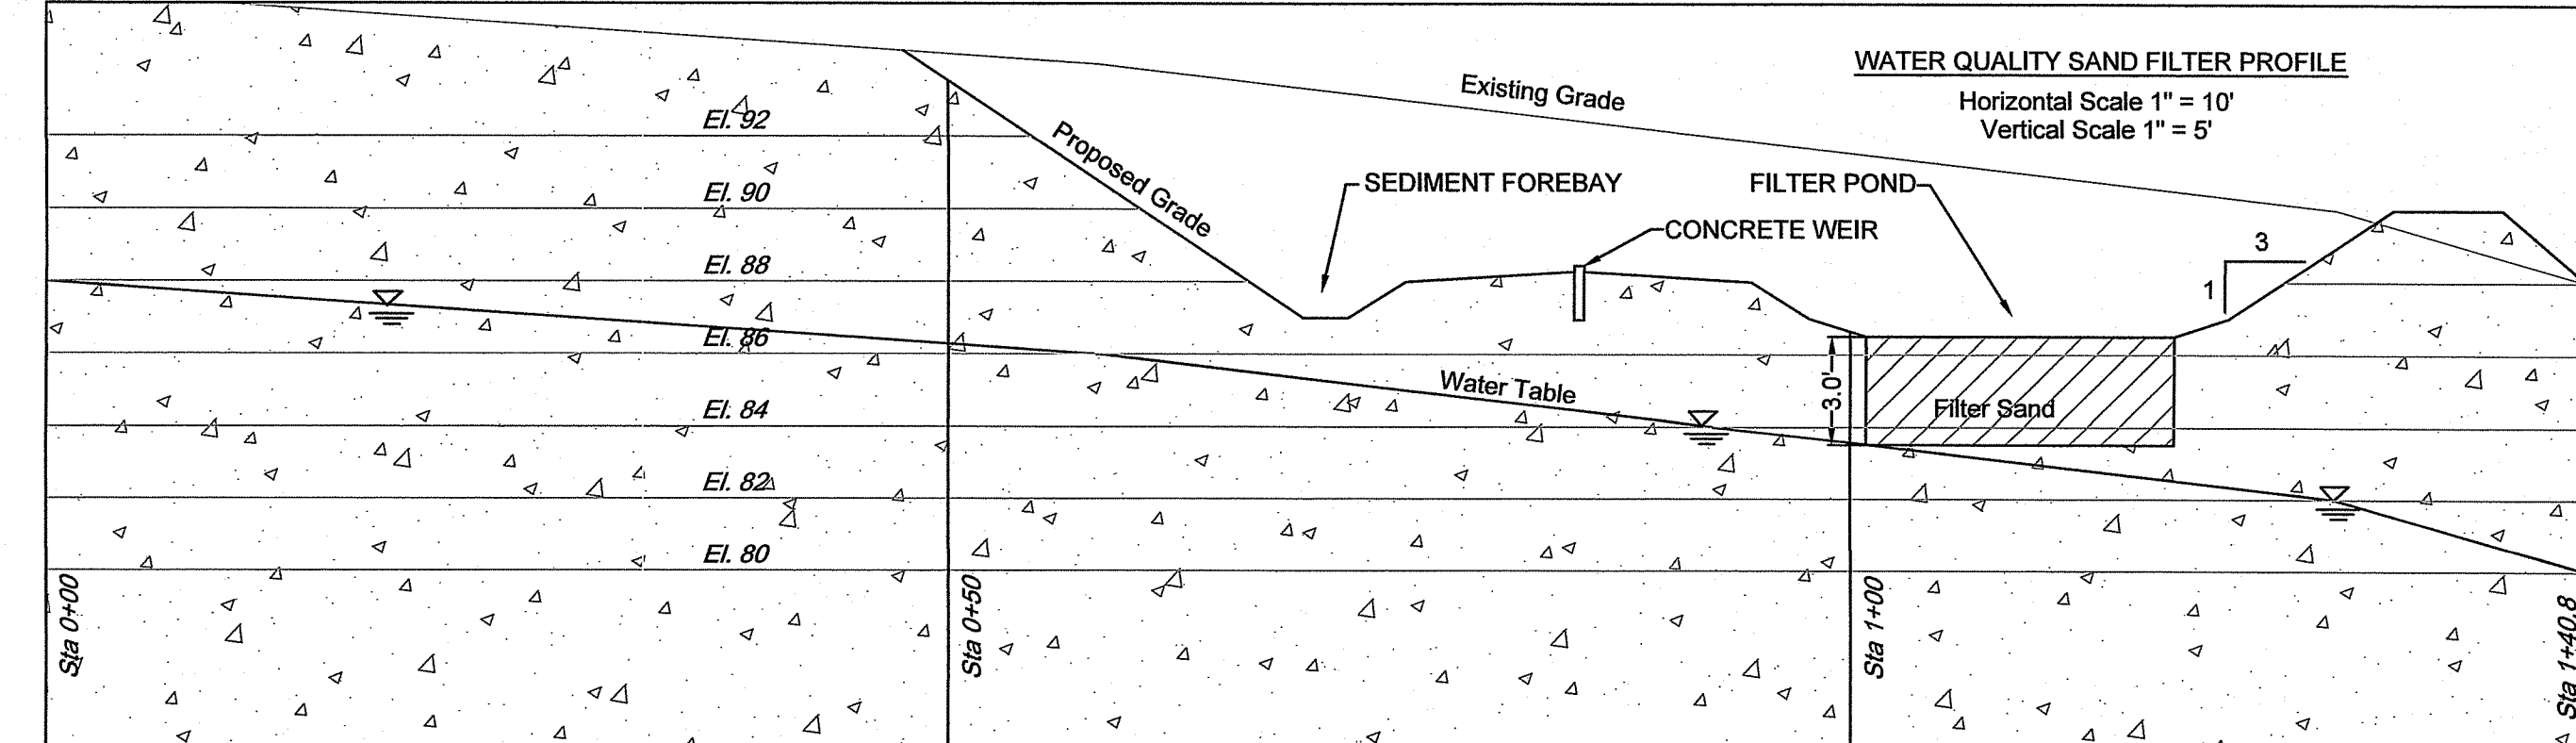 WATER QUALITY SAND FILTER PROFILE
Horizontal Scale 1" = 10'
Vertical Scale 1" = 5'
Existing Grade
El. 92
Proposed Grade
SEDIMENT FOREBAY
FILTER POND
El. 90
CONCRETE WEIR
3
El. 88
1
El. 86
3.0'
Water Table
El. 84
Filter Sand
El. 82
El. 80
Sta 0+00
Sta 0+50
Sta 1+00
Sta 1+40.8